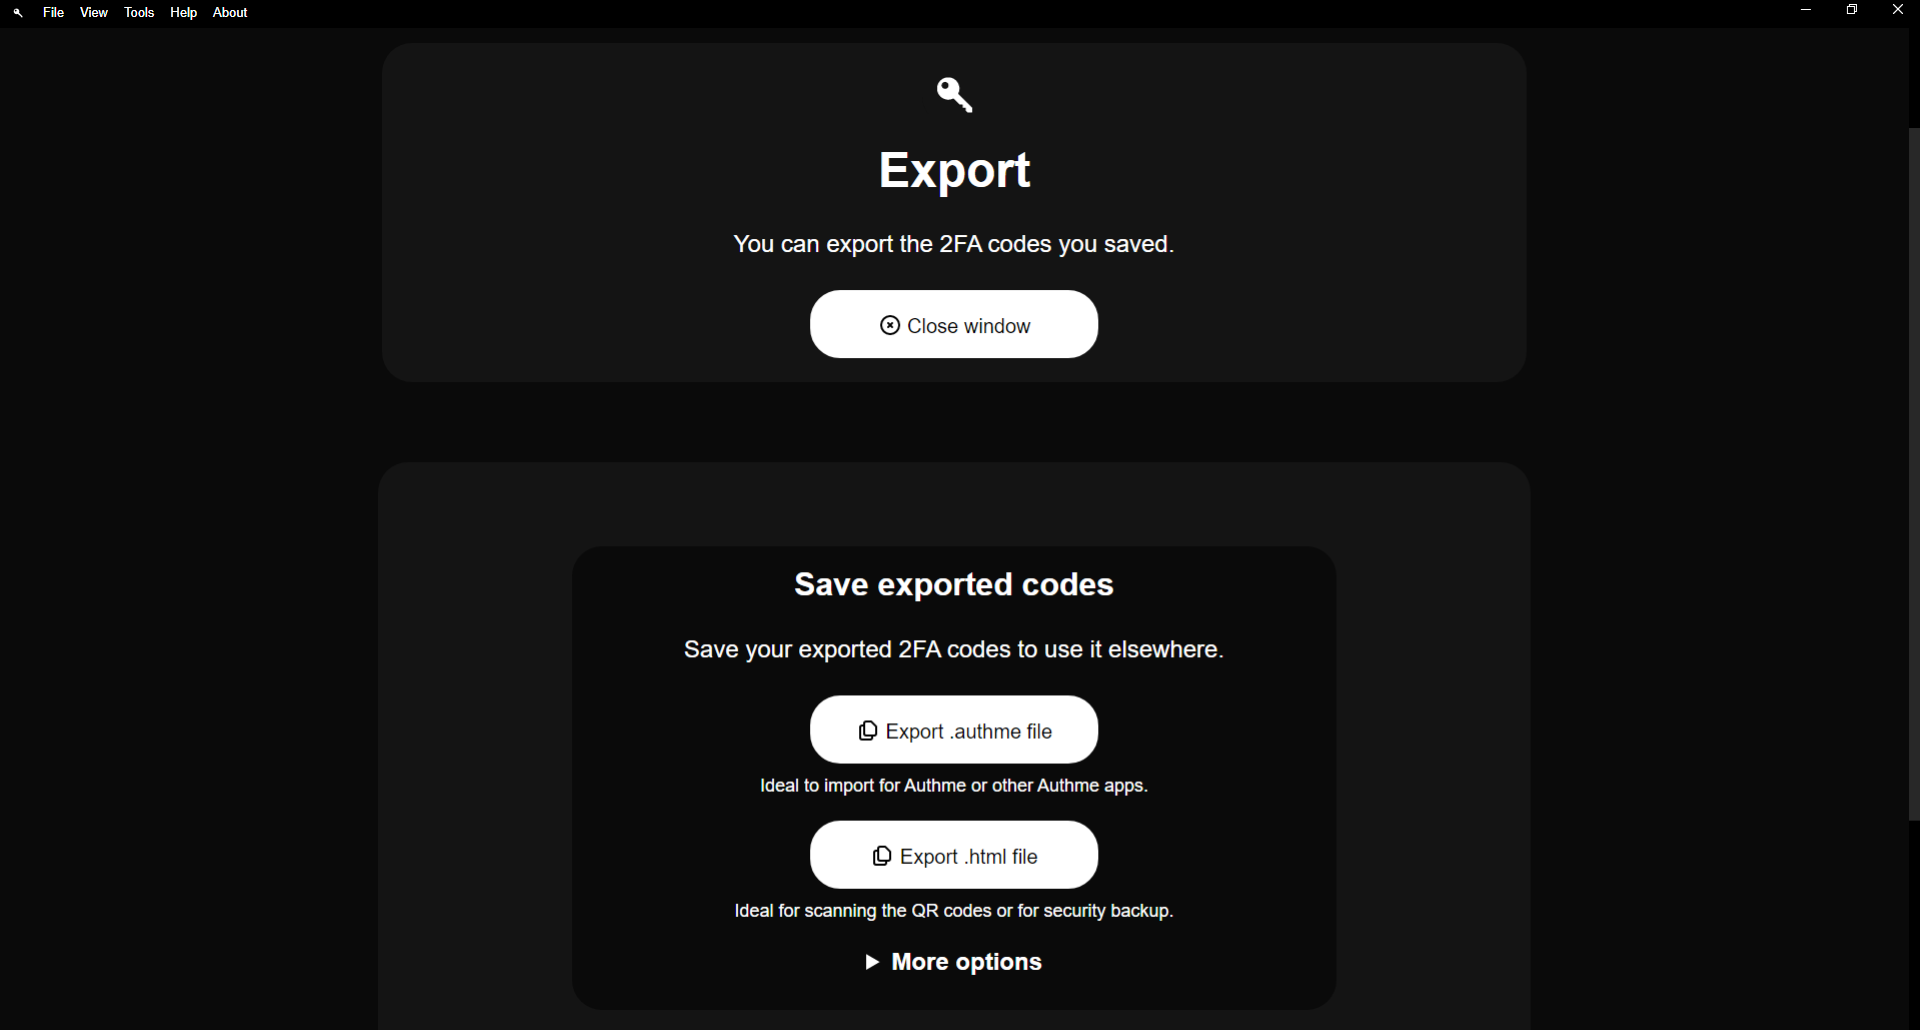 File View Tools Help About
Export
You can export the 2FA codes you saved.
Close window
Save exported codes
Save your exported 2FA codes to use it elsewhere.
Export .authme file
Ideal to import for Authme or other Authme apps.
Export .html file
Ideal for scanning the QR codes or for security backup.
More options